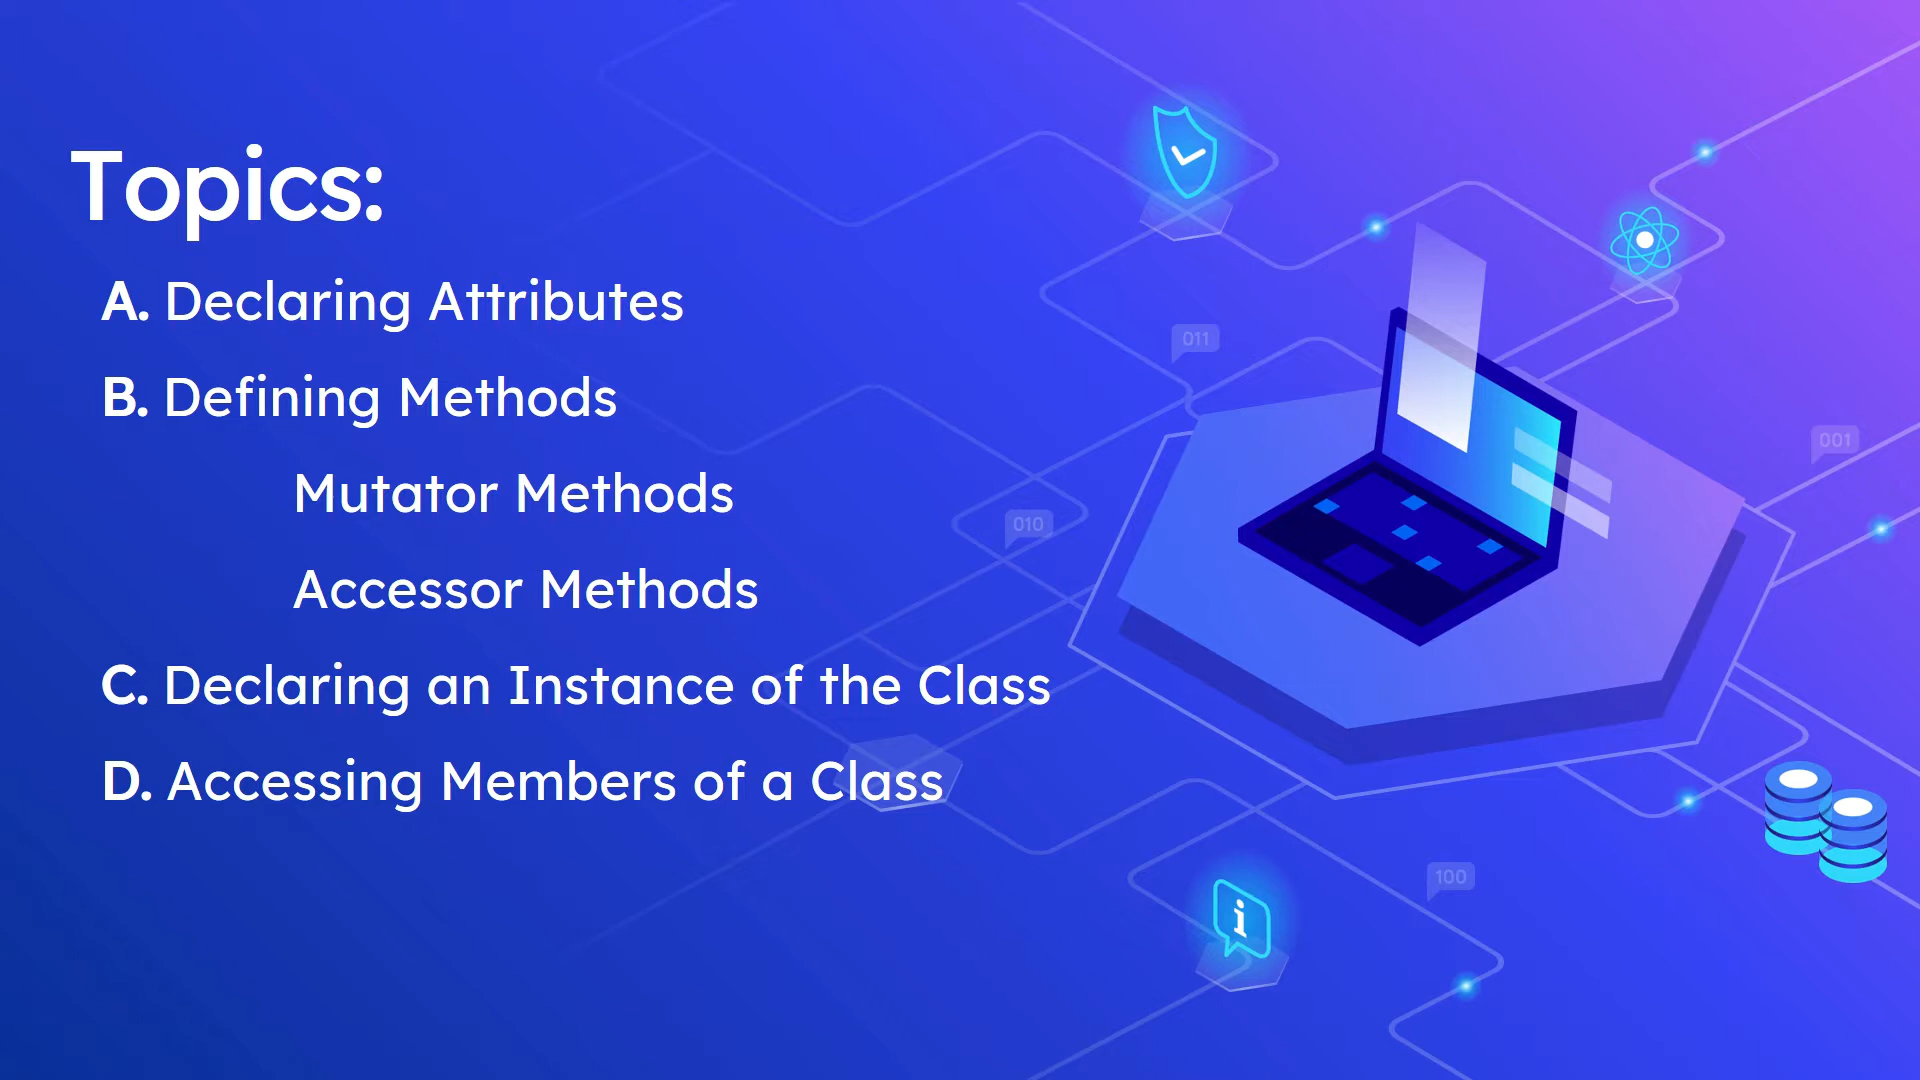 Topics:
A. Declaring Attributes
B. Defining Methods
Mutator Methods
Accessor Methods
C. Declaring an Instance of the Class
D. Accessing Members of a Class
011
001
010
100
i